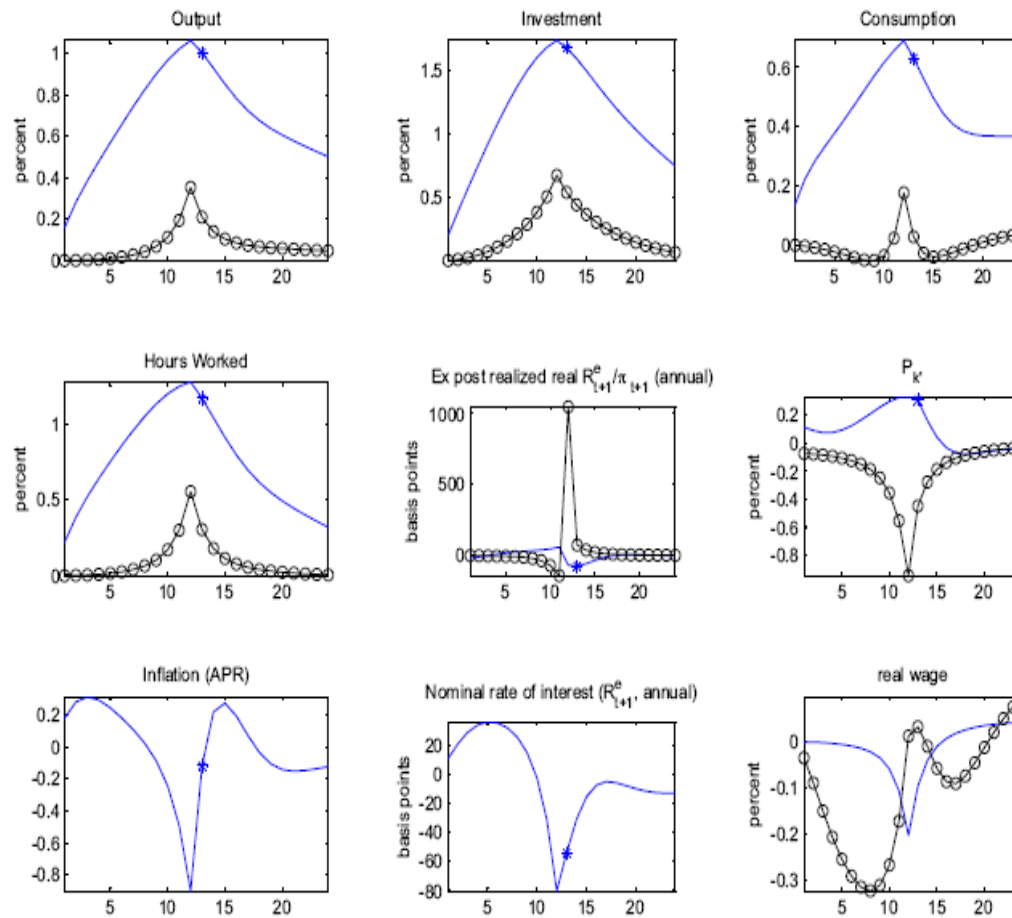 Output
percent
1
0.8
0.6
0.4
0.2
0
5 10 15 20
Investment
percent
1.5
1
0.5
0
5 10 15 20
Consumption
percent
0.6
0.4
0.2
0
5 10 15 20
Hours Worked
percent
1
0.5
0
5 10 15 20
Ex post realized real R^e_{t+1}/π_{t+1} (annual)
basis points
1000
500
0
5 10 15 20
P_{k'}
percent
0.2
0
-0.2
-0.4
-0.6
-0.8
5 10 15 20
Inflation (APR)
0.2
0
-0.2
-0.4
-0.6
-0.8
5 10 15 20
Nominal rate of interest (R^e_{t+1}, annual)
basis points
20
0
-20
-40
-60
-80
5 10 15 20
real wage
percent
0
-0.1
-0.2
-0.3
5 10 15 20